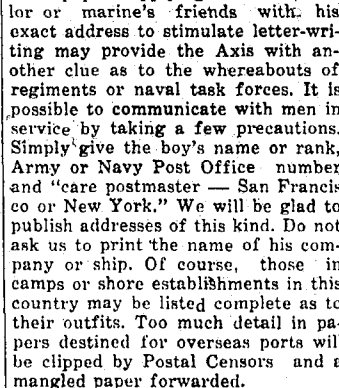 lor or marine's friends with his
exact address to stimulate letter-wri-
ting may provide the Axis with an-
other clue as to the whereabouts of
regiments or naval task forces. It is
possible to communicate with men in
service by taking a few precautions.
Simply give the boy's name or rank,
Army or Navy Post Office number
and "care postmaster — San Francis
co or New York." We will be glad to
publish addresses of this kind. Do not
ask us to print the name of his com-
pany or ship. Of course, those in
camps or shore establishments in this
country may be listed complete as to
their outfits. Too much detail in pa-
pers destined for overseas ports will
be clipped by Postal Censors and a
mangled paper forwarded.